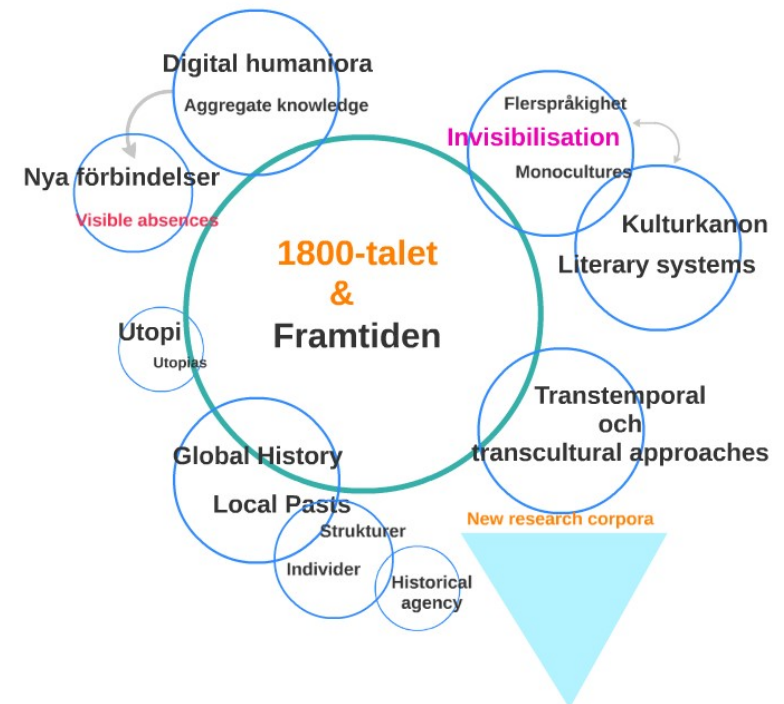 Digital humaniora
Aggregate knowledge
Nya förbindelser
Visible absences
Flerspråkighet
Invisibilisation
Monocultures
Kulturkanon
Literary systems
1800-talet
&
Framtiden
Utopi
Utopias
Transtemporal
och
transcultural approaches
Global History
Local Pasts
Strukturer
Individer
Historical
agency
New research corpora